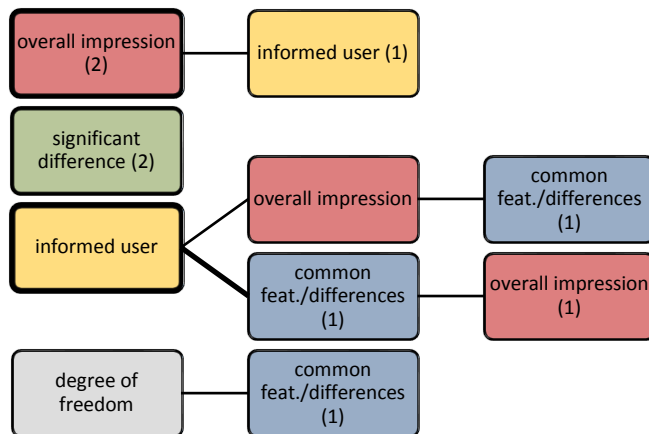 overall impression
(2)
informed user (1)
significant
difference (2)
overall impression
common
feat./differences
(1)
informed user
common
feat./differences
(1)
overall impression
(1)
degree of
freedom
common
feat./differences
(1)